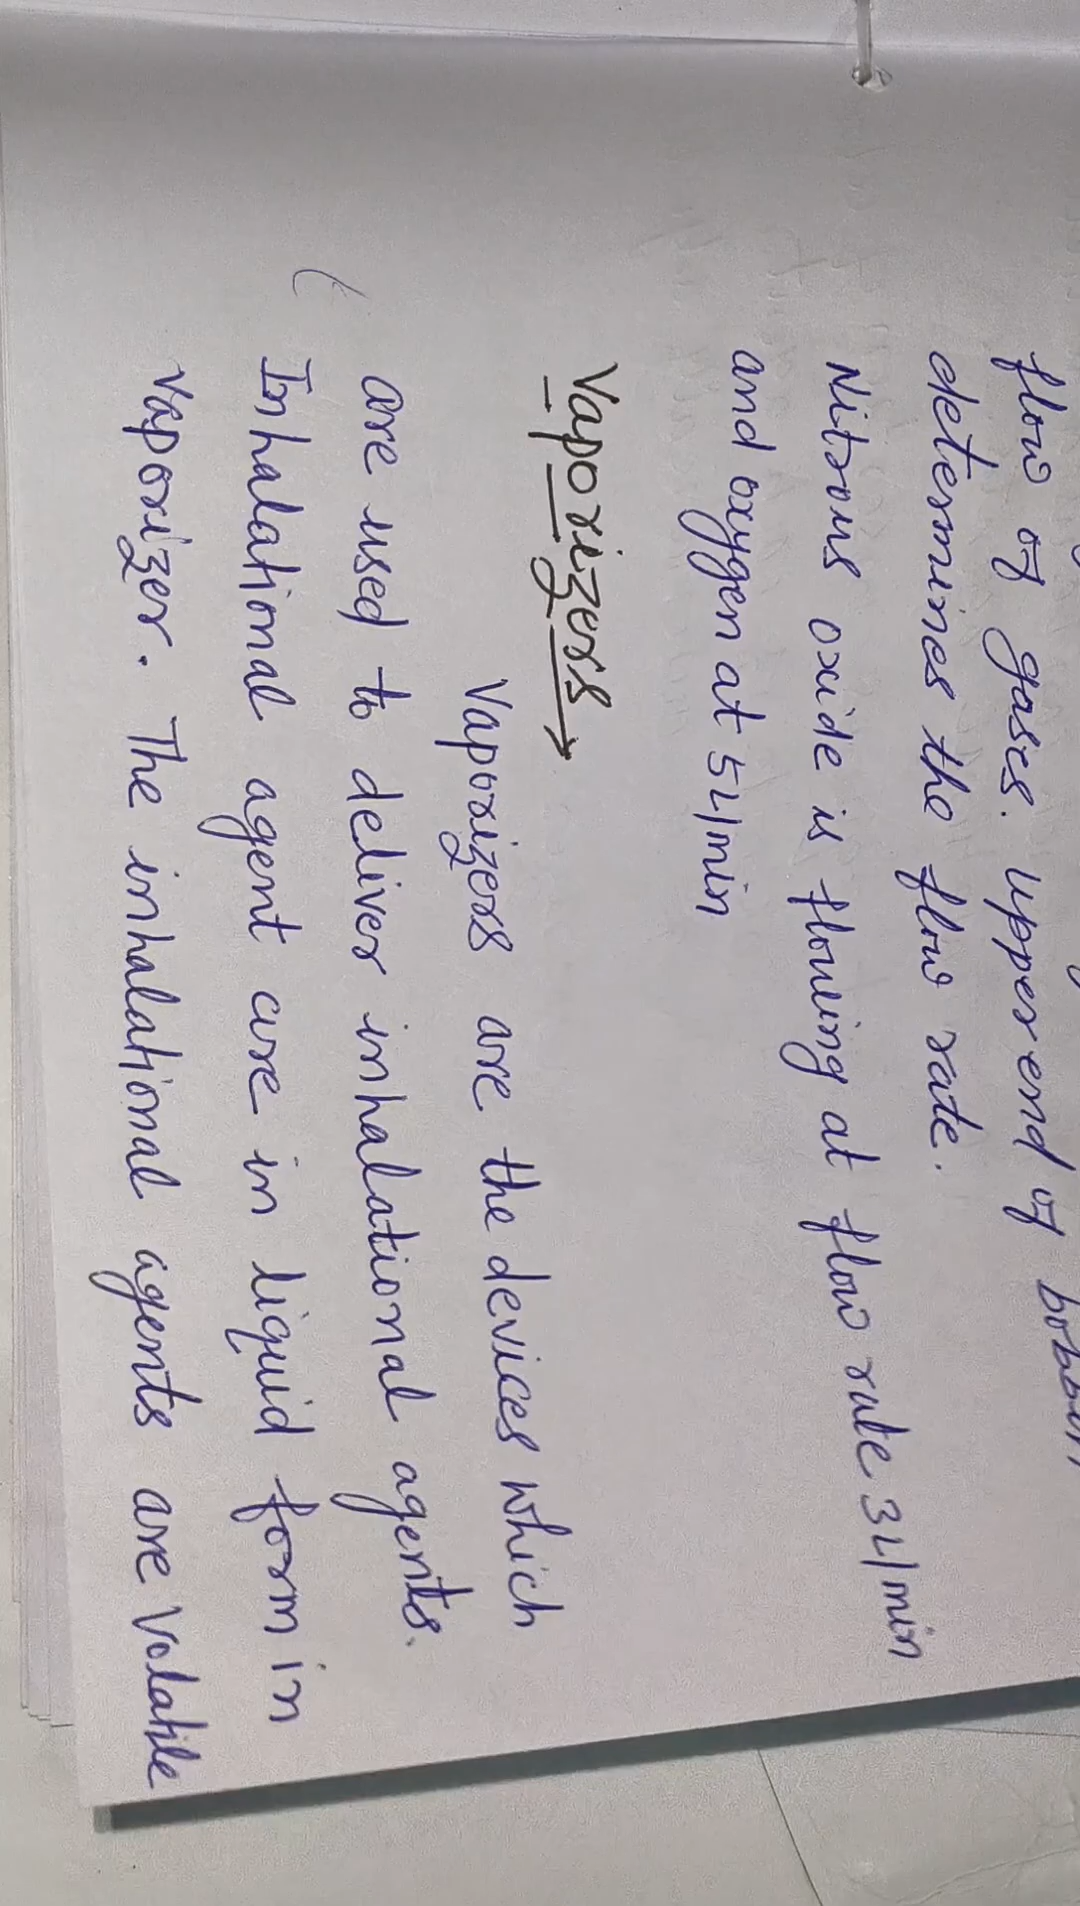 flow of gases. upper end of bobbin
determines the flow rate.
Nitrous oxide is flowing at flow rate 3L/min
and oxygen at 5L/min
Vaporizers →
Vaporizers are the devices which
are used to deliver inhalational agents.
Inhalational agent are in liquid form in
vaporizer. The inhalational agents are volatile